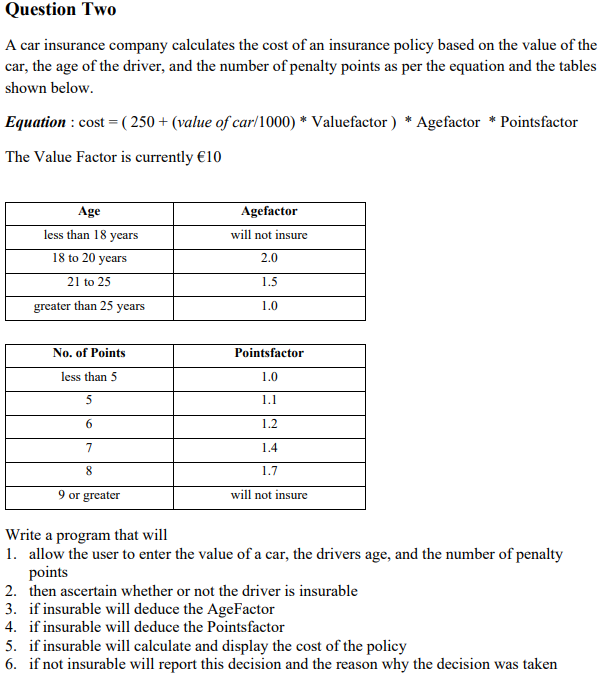 Question Two
A car insurance company calculates the cost of an insurance policy based on the value of the
car, the age of the driver, and the number of penalty points as per the equation and the tables
shown below.
Equation : cost = ( 250 + (value of car/1000) * Valuefactor ) * Agefactor * Pointsfactor
The Value Factor is currently €10
Age Agefactor
less than 18 years will not insure
18 to 20 years 2.0
21 to 25 1.5
greater than 25 years 1.0
No. of Points Pointsfactor
less than 5 1.0
5 1.1
6 1.2
7 1.4
8 1.7
9 or greater will not insure
Write a program that will
1. allow the user to enter the value of a car, the drivers age, and the number of penalty
points
2. then ascertain whether or not the driver is insurable
3. if insurable will deduce the AgeFactor
4. if insurable will deduce the Pointsfactor
5. if insurable will calculate and display the cost of the policy
6. if not insurable will report this decision and the reason why the decision was taken